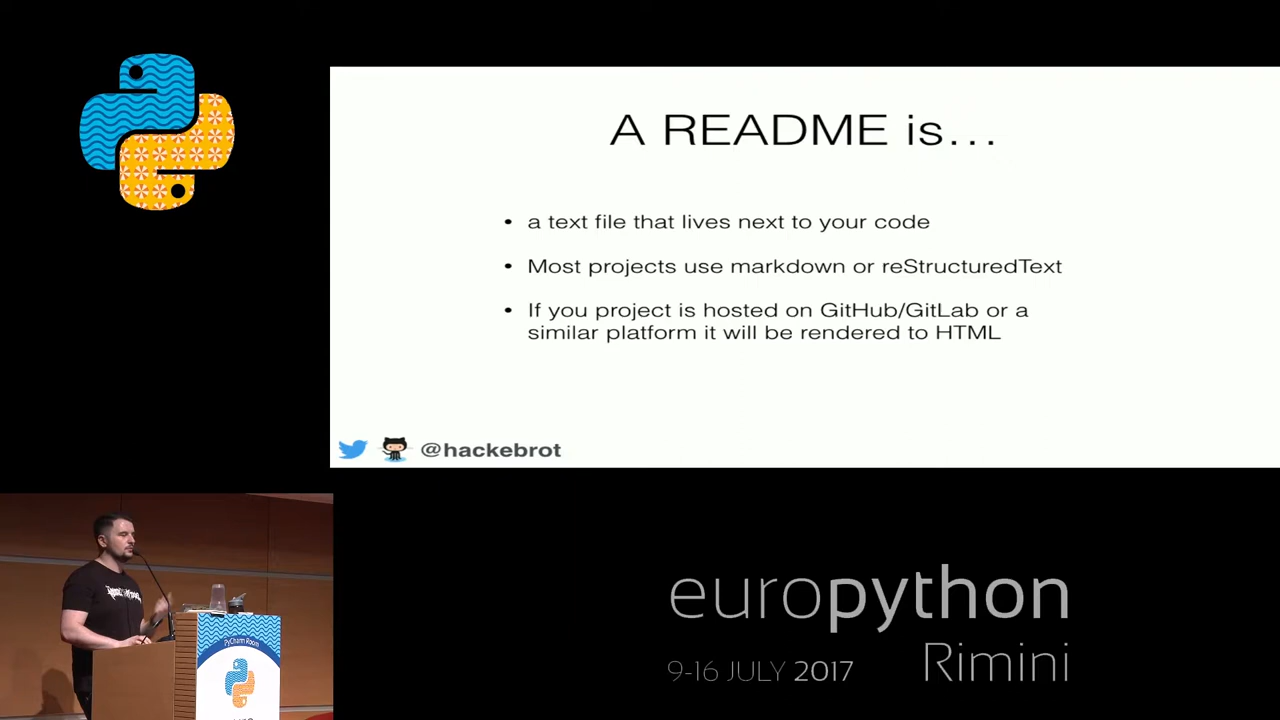 A README is…
• a text file that lives next to your code
• Most projects use markdown or reStructuredText
• If you project is hosted on GitHub/GitLab or a
similar platform it will be rendered to HTML
@hackebrot
PyCharm Room
europython
Rimini
9-16 JULY 2017